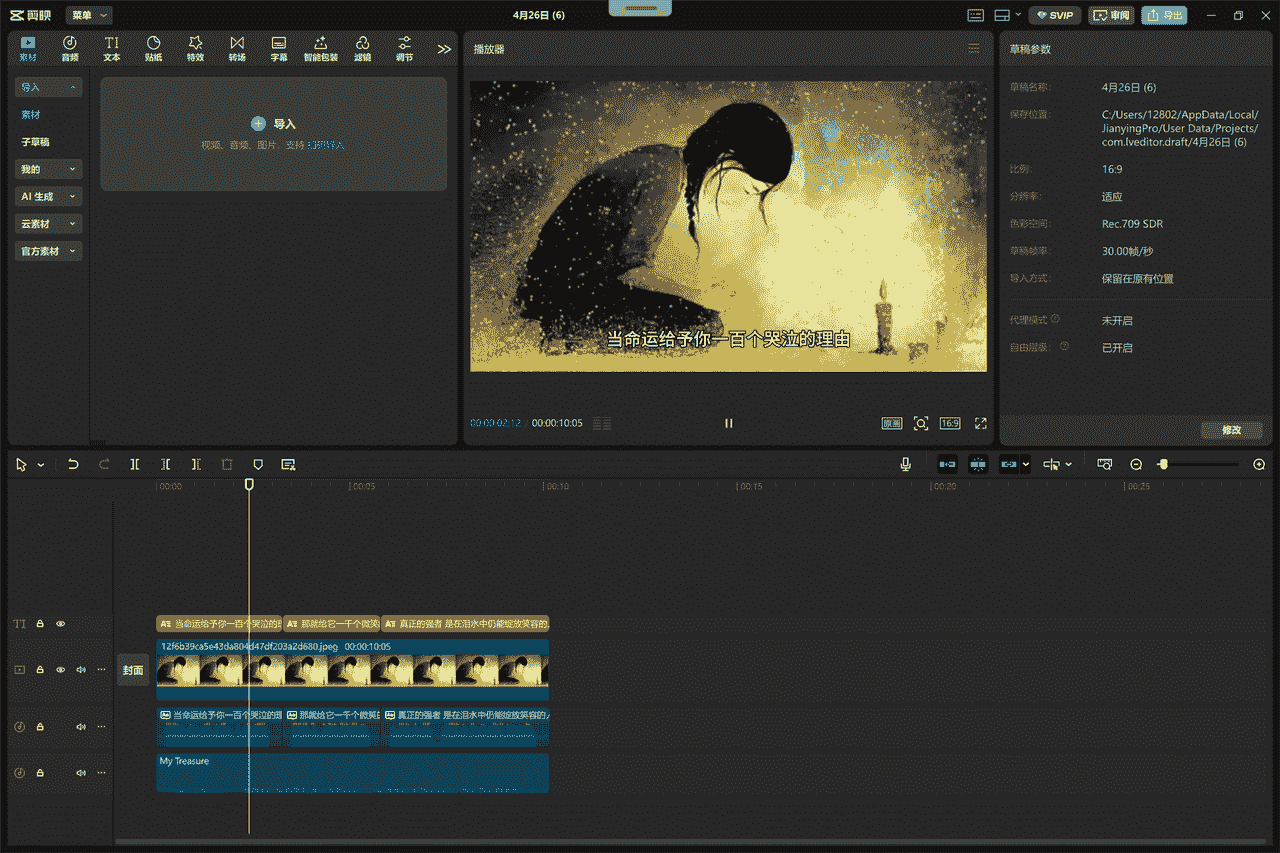 剪映
菜单
4月26日 (6)
SVIP
审阅
导出
素材
音频
文本
贴纸
特效
转场
字幕
智能包装
滤镜
调节
导入
素材
子草稿
我的
AI 生成
云素材
官方素材
导入
视频、音频、图片，支持 扫码导入
播放器
当命运给予你一百个哭泣的理由
00:00:02:12
00:00:10:05
原画
16:9
草稿参数
草稿名称:
4月26日 (6)
保存位置:
C:/Users/12802/AppData/Local/
JianyingPro/User Data/Projects/
com.lveditor.draft/4月26日 (6)
比例:
16:9
分辨率:
适应
色彩空间:
Rec.709 SDR
草稿帧率:
30.00帧/秒
导入方式:
保留在原有位置
代理模式:
未开启
自由层级:
已开启
修改
00:00
00:05
00:10
00:15
00:20
00:25
TI
当命运给予你一百个哭泣的理
那就给它一千个微笑
真正的强者 是在泪水中仍能绽放笑容的
封面
12f6b39ca5e43da804d47df203a2d680.jpeg 00:00:10:05
当命运给予你一百个哭泣的理
那就给它一千个微笑
真正的强者 是在泪水中仍能绽放笑容的人
My Treasure